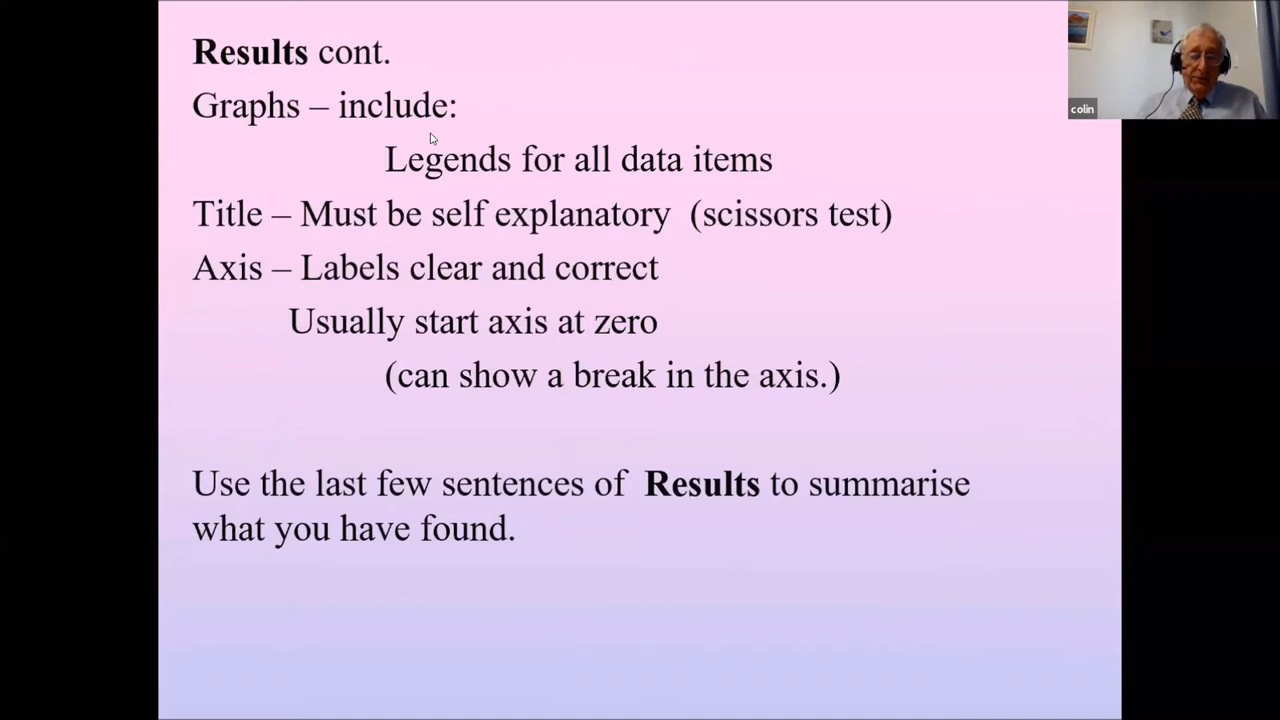 Results cont.
Graphs – include:
Legends for all data items
Title – Must be self explanatory (scissors test)
Axis – Labels clear and correct
Usually start axis at zero
(can show a break in the axis.)
Use the last few sentences of Results to summarise
what you have found.
colin